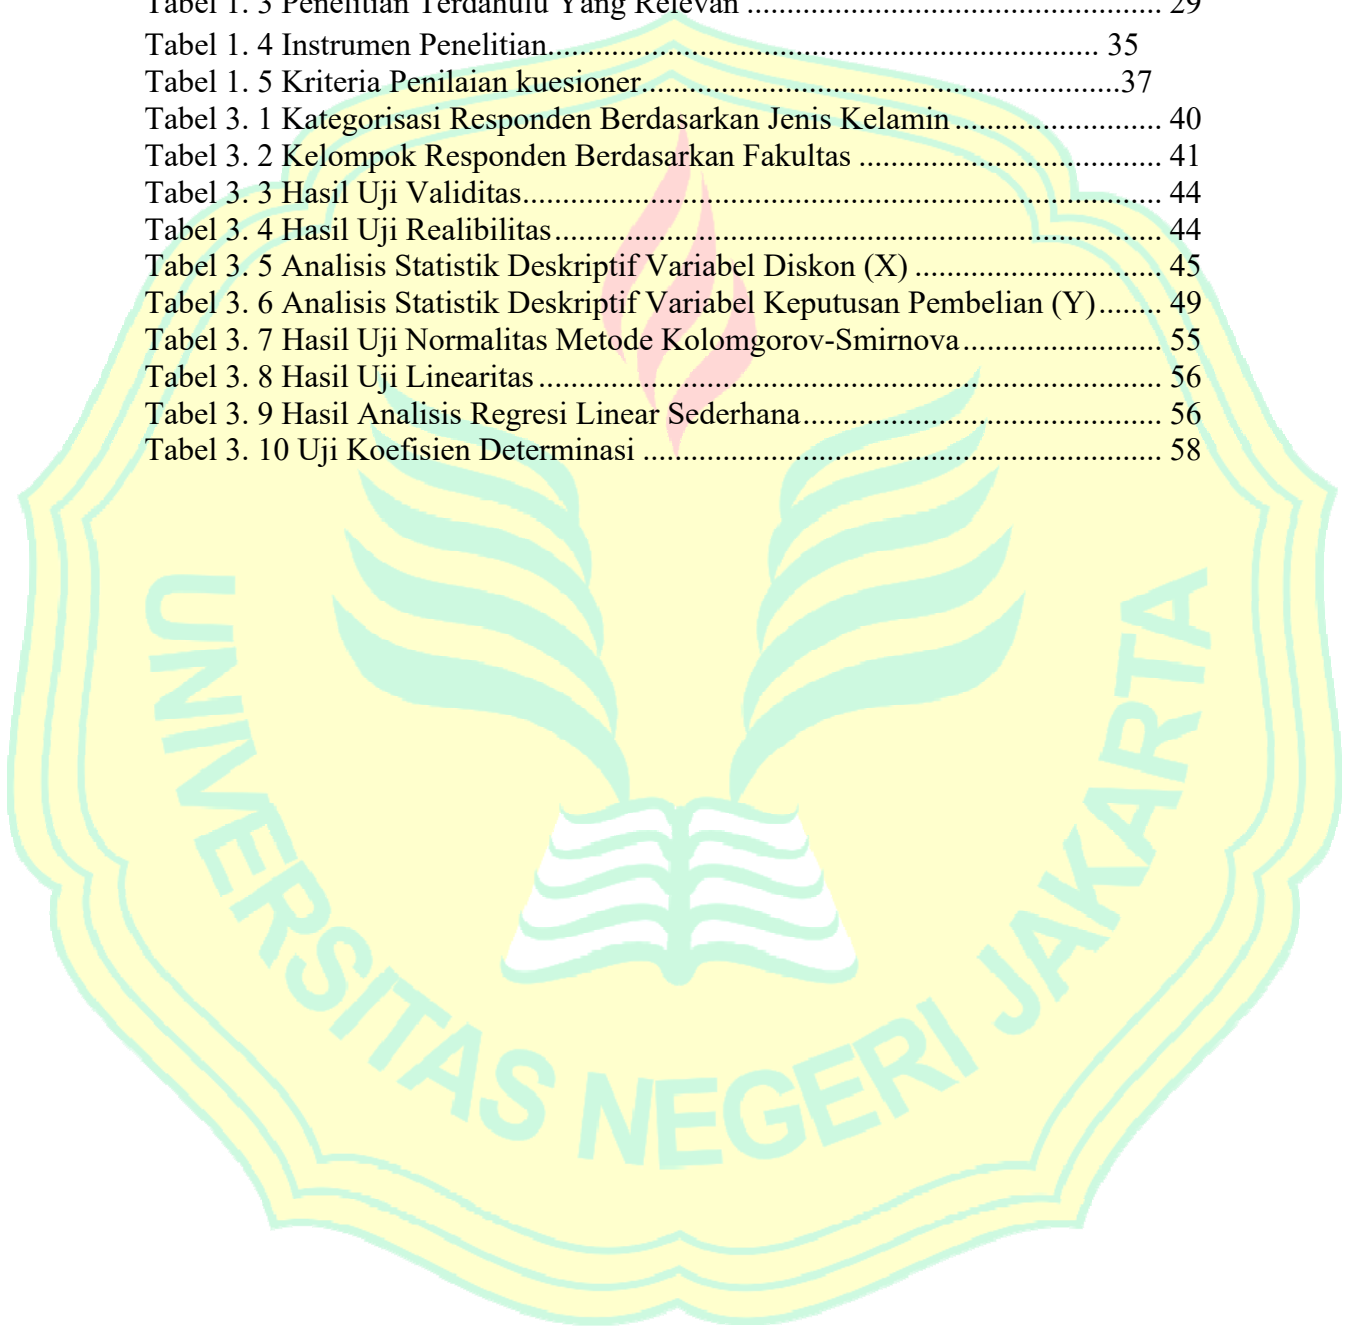 Tabel 1. 3 Penelitian Terdahulu Yang Relevan ........................................................ 29
Tabel 1. 4 Instrumen Penelitian..................................................................... 35
Tabel 1. 5 Kriteria Penilaian kuesioner............................................................37
Tabel 3. 1 Kategorisasi Responden Berdasarkan Jenis Kelamin .......................... 40
Tabel 3. 2 Kelompok Responden Berdasarkan Fakultas ...................................... 41
Tabel 3. 3 Hasil Uji Validitas................................................................................ 44
Tabel 3. 4 Hasil Uji Realibilitas ............................................................................ 44
Tabel 3. 5 Analisis Statistik Deskriptif Variabel Diskon (X) ............................... 45
Tabel 3. 6 Analisis Statistik Deskriptif Variabel Keputusan Pembelian (Y)........ 49
Tabel 3. 7 Hasil Uji Normalitas Metode Kolomgorov-Smirnova......................... 55
Tabel 3. 8 Hasil Uji Linearitas .............................................................................. 56
Tabel 3. 9 Hasil Analisis Regresi Linear Sederhana............................................. 56
Tabel 3. 10 Uji Koefisien Determinasi ................................................................. 58
UNIVERSITAS NEGERI JAKARTA